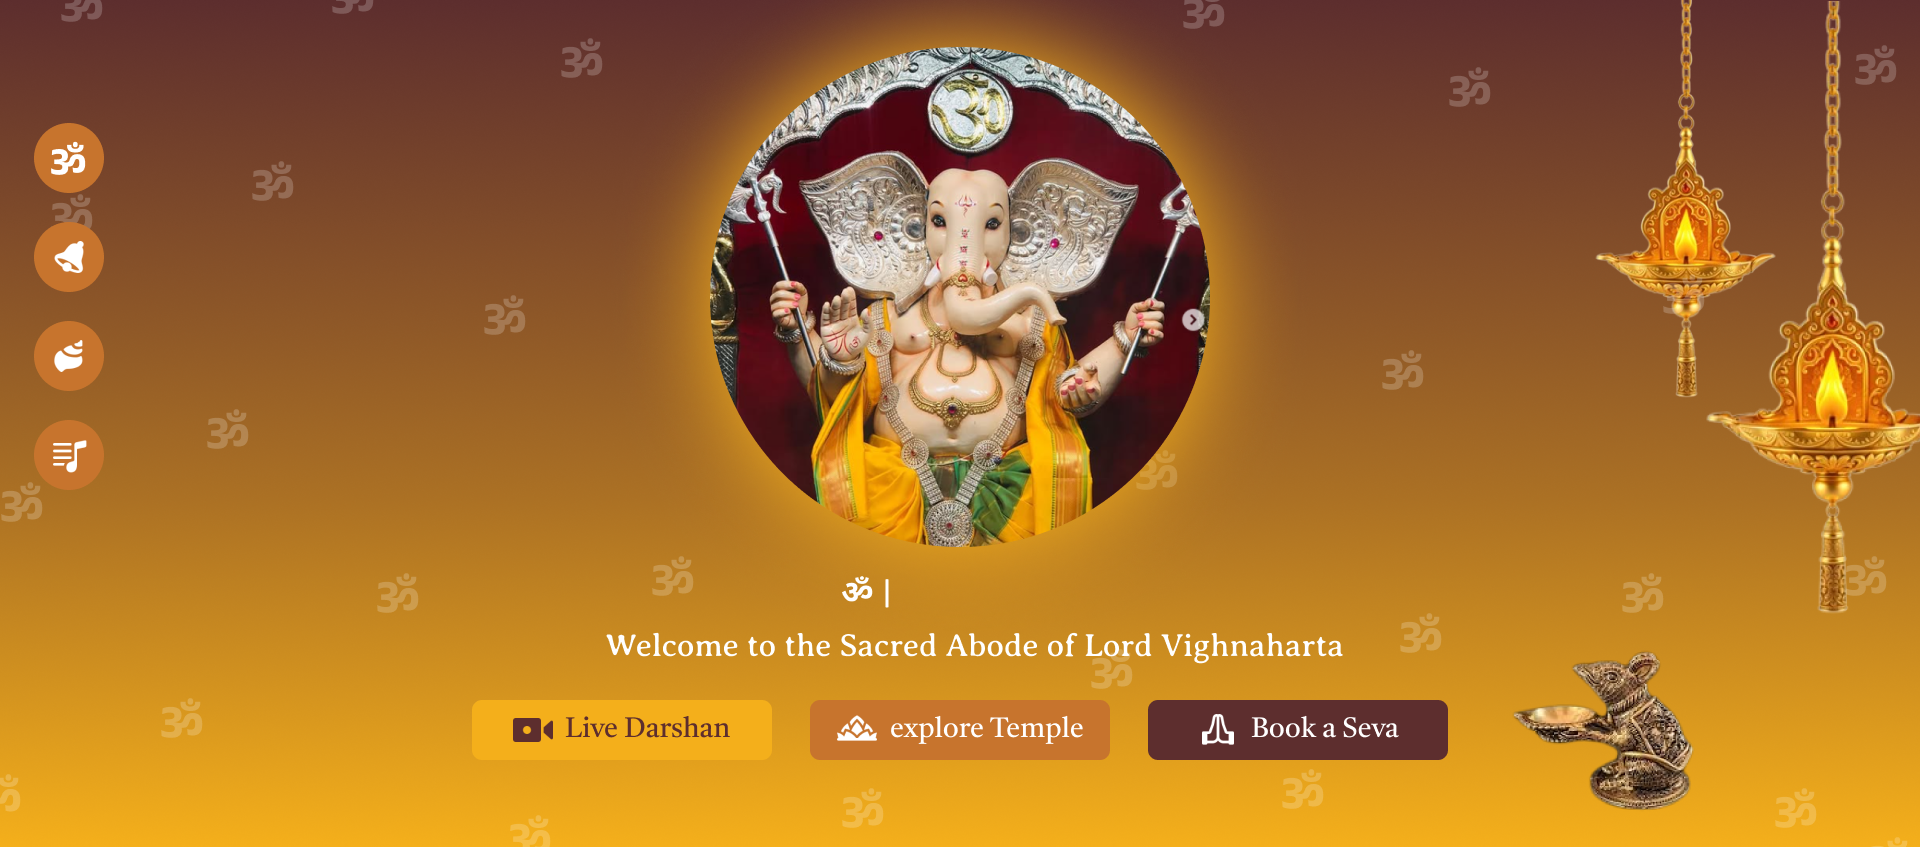 ॐ
ॐ |
Welcome to the Sacred Abode of Lord Vighnaharta
Live Darshan
explore Temple
Book a Seva